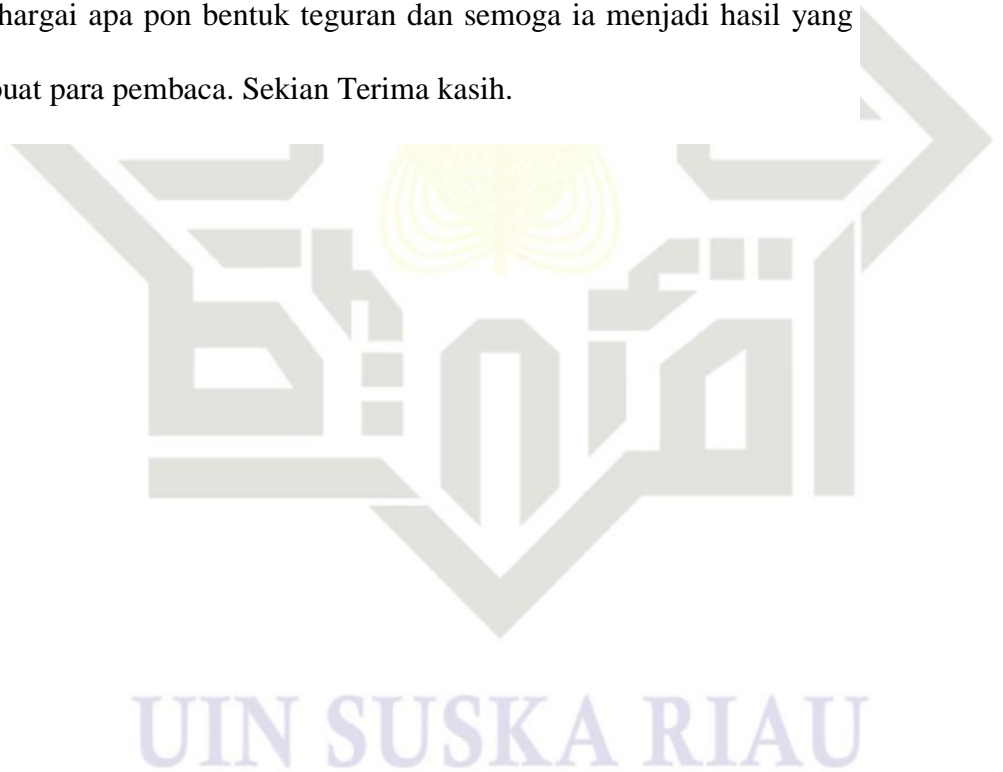 hargai apa pon bentuk teguran dan semoga ia menjadi hasil yang
buat para pembaca. Sekian Terima kasih.
UIN SUSKA RIAU